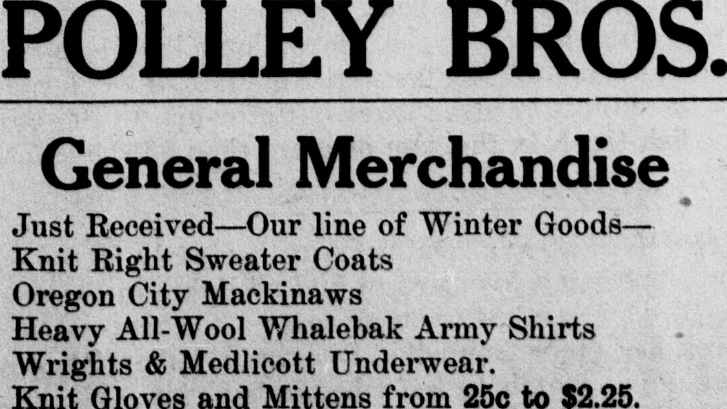 POLLEY BROS.
General Merchandise
Just Received—Our line of Winter Goods—
Knit Right Sweater Coats
Oregon City Mackinaws
Heavy All-Wool Whalebak Army Shirts
Wrights & Medlicott Underwear.
Knit Gloves and Mittens from 25c to $2.25.